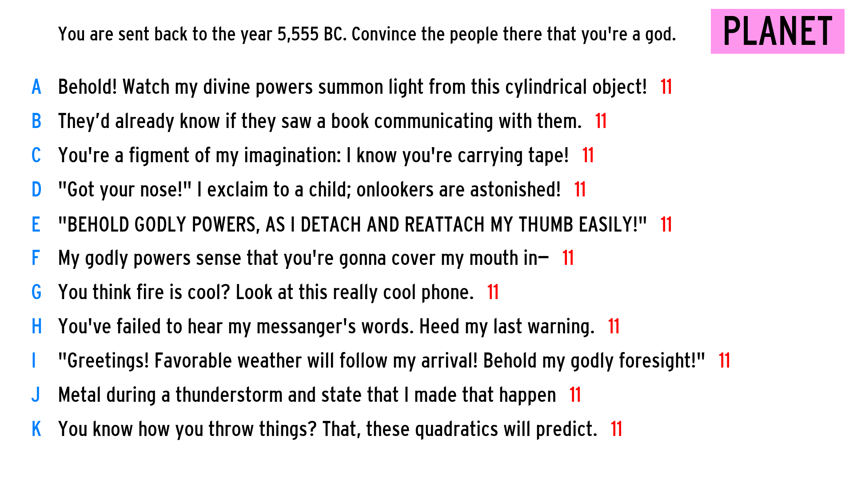 You are sent back to the year 5,555 BC. Convince the people there that you're a god.
PLANET
A Behold! Watch my divine powers summon light from this cylindrical object! 11
B They’d already know if they saw a book communicating with them. 11
C You're a figment of my imagination: I know you're carrying tape! 11
D "Got your nose!" I exclaim to a child; onlookers are astonished! 11
E "BEHOLD GODLY POWERS, AS I DETACH AND REATTACH MY THUMB EASILY!" 11
F My godly powers sense that you're gonna cover my mouth in— 11
G You think fire is cool? Look at this really cool phone. 11
H You've failed to hear my messanger's words. Heed my last warning. 11
I "Greetings! Favorable weather will follow my arrival! Behold my godly foresight!" 11
J Metal during a thunderstorm and state that I made that happen 11
K You know how you throw things? That, these quadratics will predict. 11